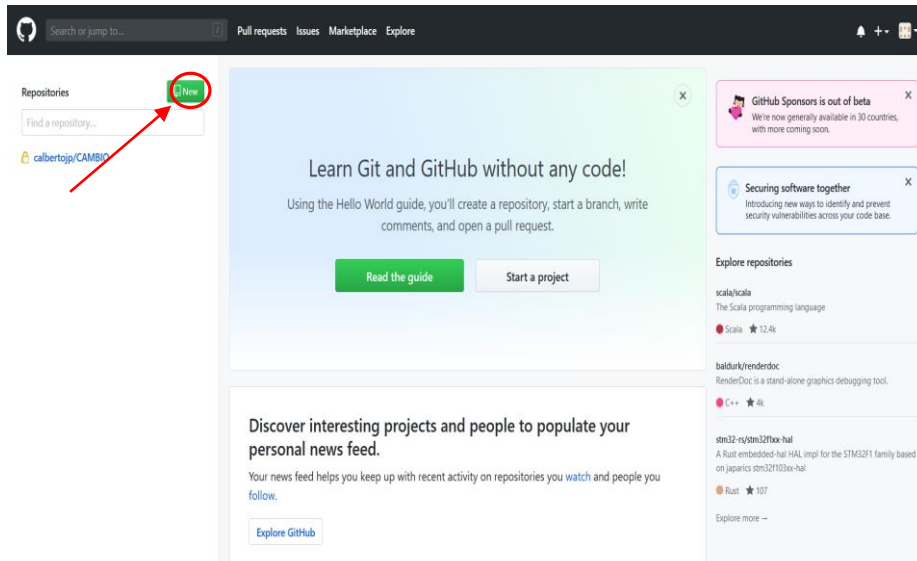 Search or jump to...
/
Pull requests Issues Marketplace Explore
Repositories
New
Find a repository...
calbertojp/CAMBIO
Learn Git and GitHub without any code!
Using the Hello World guide, you'll create a repository, start a branch, write
comments, and open a pull request.
Read the guide
Start a project
Discover interesting projects and people to populate your
personal news feed.
Your news feed helps you keep up with recent activity on repositories you watch and people you
follow.
Explore GitHub
GitHub Sponsors is out of beta
We're now generally available in 30 countries,
with more coming soon.
Securing software together
Introducing new ways to identify and prevent
security vulnerabilities across your code base.
Explore repositories
scala/scala
The Scala programming language
Scala 12.4k
baldurk/renderdoc
RenderDoc is a stand-alone graphics debugging tool.
C++ 4k
stm32-rs/stm32f1xx-hal
A Rust embedded-hal HAL impl for the STM32F1 family based
on japarics stm32f103xx-hal
Rust 107
Explore more →